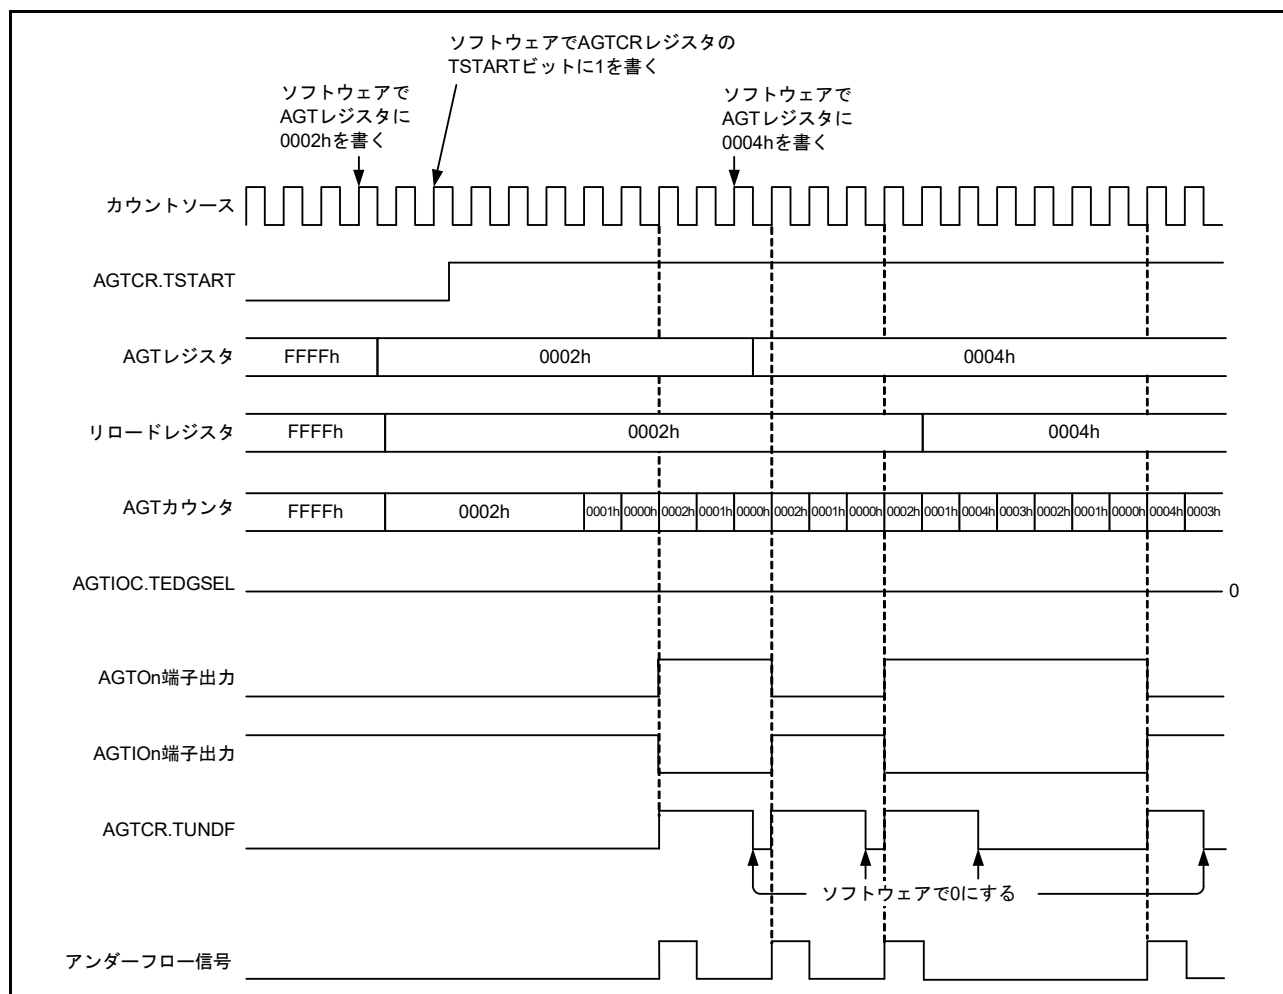 ソフトウェアでAGTCRレジスタの
TSTARTビットに1を書く
ソフトウェアで
AGTレジスタに
0002hを書く
ソフトウェアで
AGTレジスタに
0004hを書く
カウントソース
AGTCR.TSTART
AGTレジスタ FFFFh 0002h 0004h
リロードレジスタ FFFFh 0002h 0004h
AGTカウンタ FFFFh 0002h 0001h 0000h 0002h 0001h 0000h 0002h 0001h 0000h 0002h 0001h 0004h 0003h 0002h 0001h 0000h 0004h 0003h
AGTIOC.TEDGSEL 0
AGTOn端子出力
AGTIOn端子出力
AGTCR.TUNDF
ソフトウェアで0にする
アンダーフロー信号